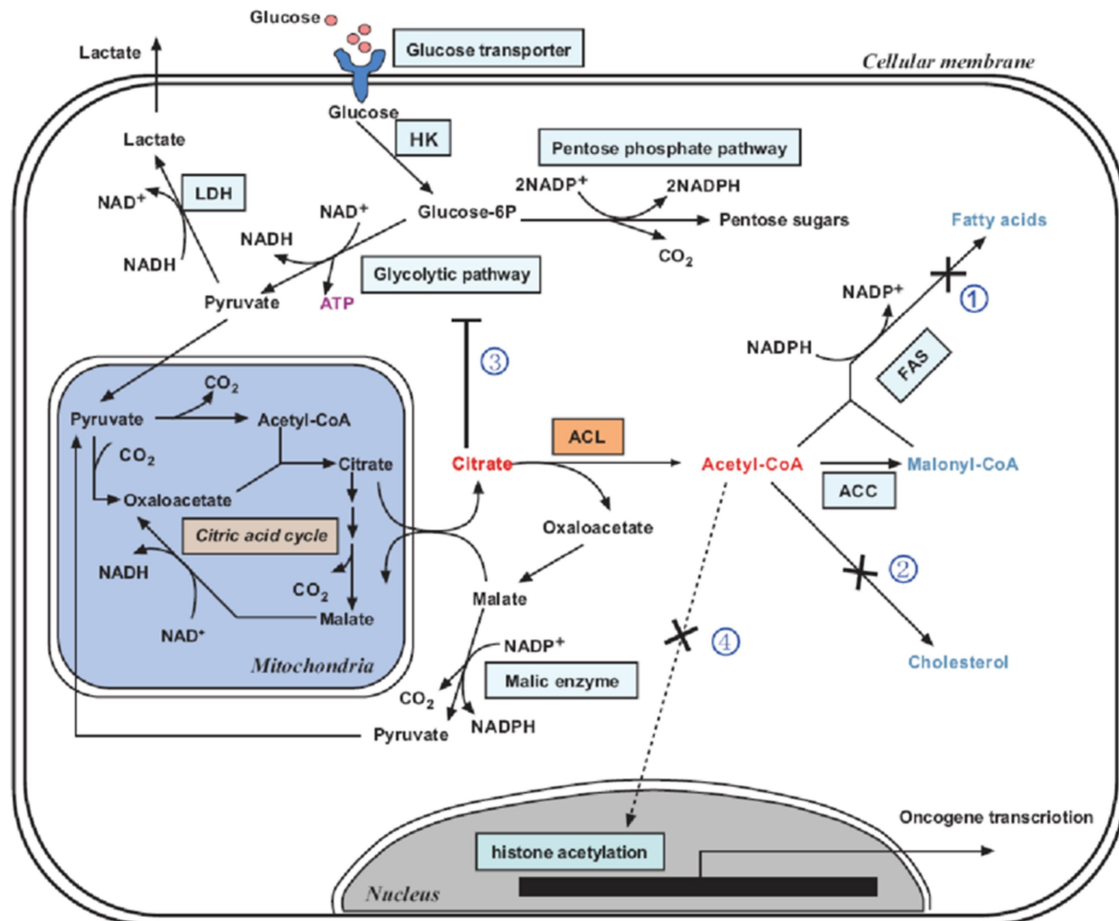 Glucose
Glucose transporter
Lactate
Cellular membrane
Glucose
Lactate
HK
Pentose phosphate pathway
NAD+
LDH
2NADP+
2NADPH
NAD+
Glucose-6P
Pentose sugars
Fatty acids
NADH
NADH
CO2
Glycolytic pathway
Pyruvate
ATP
NADP+
①
NADPH
③
FAS
CO2
Pyruvate
Acetyl-CoA
ACL
CO2
Citrate
Citrate
Acetyl-CoA
Malonyl-CoA
ACC
Oxaloacetate
Citric acid cycle
Oxaloacetate
NADH
CO2
②
Malate
Malate
NAD+
④
NADP+
Mitochondria
Cholesterol
CO2
Malic enzyme
NADPH
Pyruvate
Oncogene transcriotion
histone acetylation
Nucleus